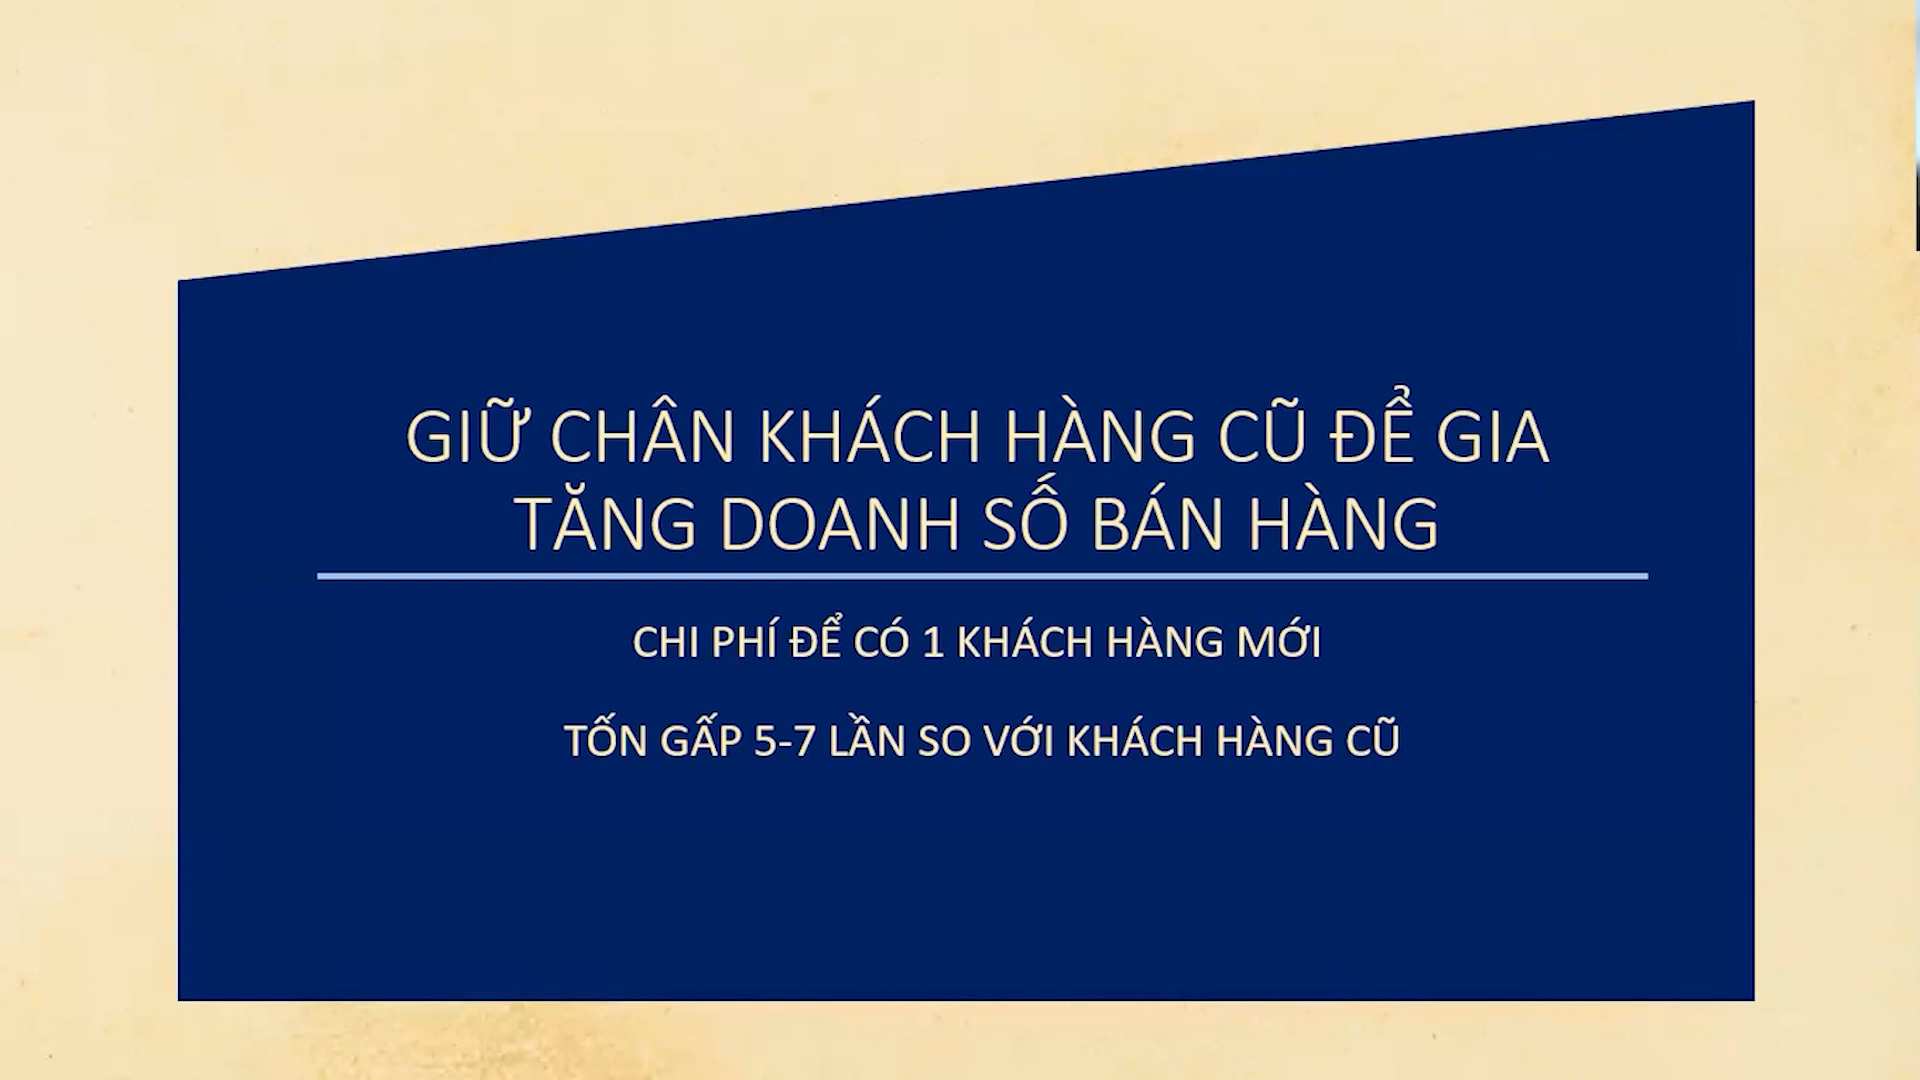 GIỮ CHÂN KHÁCH HÀNG CŨ ĐỂ GIA
TĂNG DOANH SỐ BÁN HÀNG
CHI PHÍ ĐỂ CÓ 1 KHÁCH HÀNG MỚI
TỐN GẤP 5-7 LẦN SO VỚI KHÁCH HÀNG CŨ